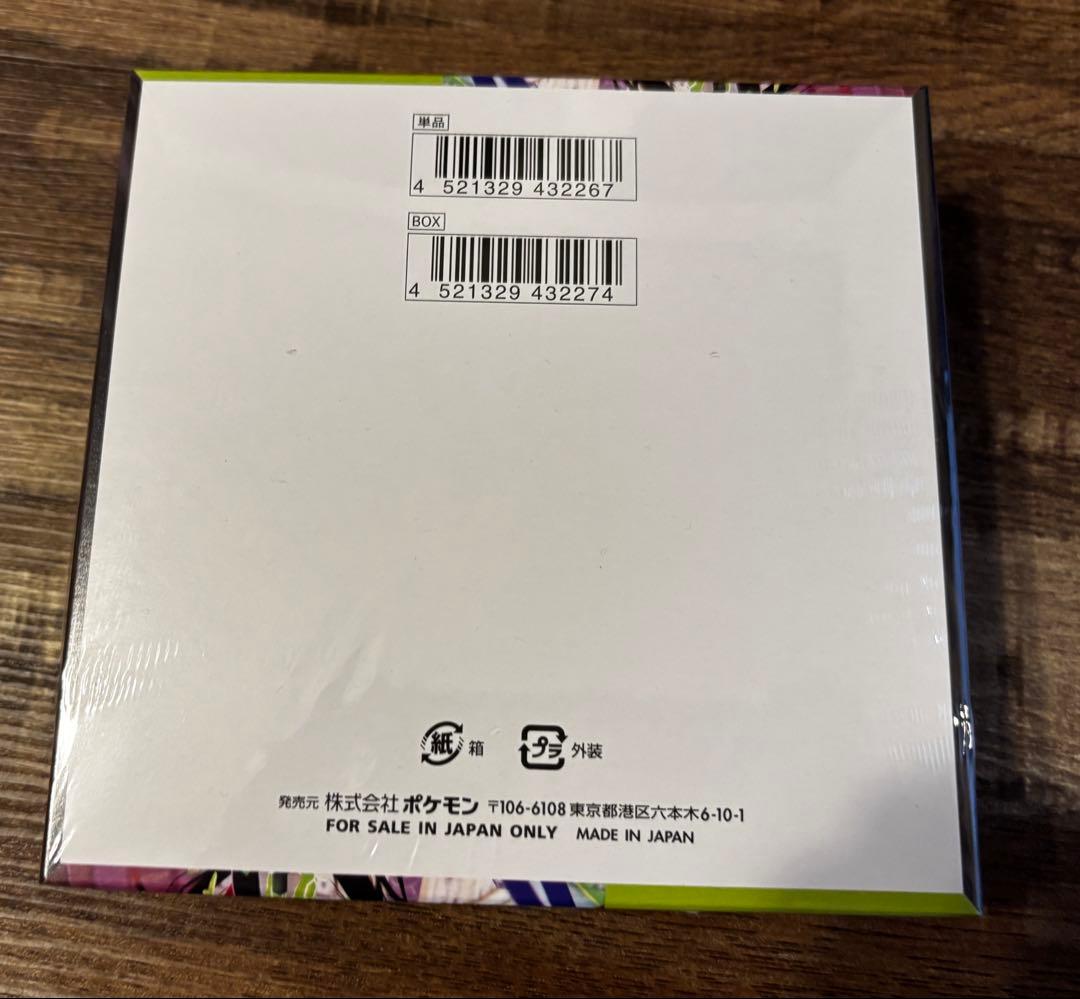 単品
4 521329 432267
BOX
4 521329 432274
紙 箱 プラ 外装
発売元 株式会社ポケモン 〒106-6108 東京都港区六本木6-10-1
FOR SALE IN JAPAN ONLY MADE IN JAPAN